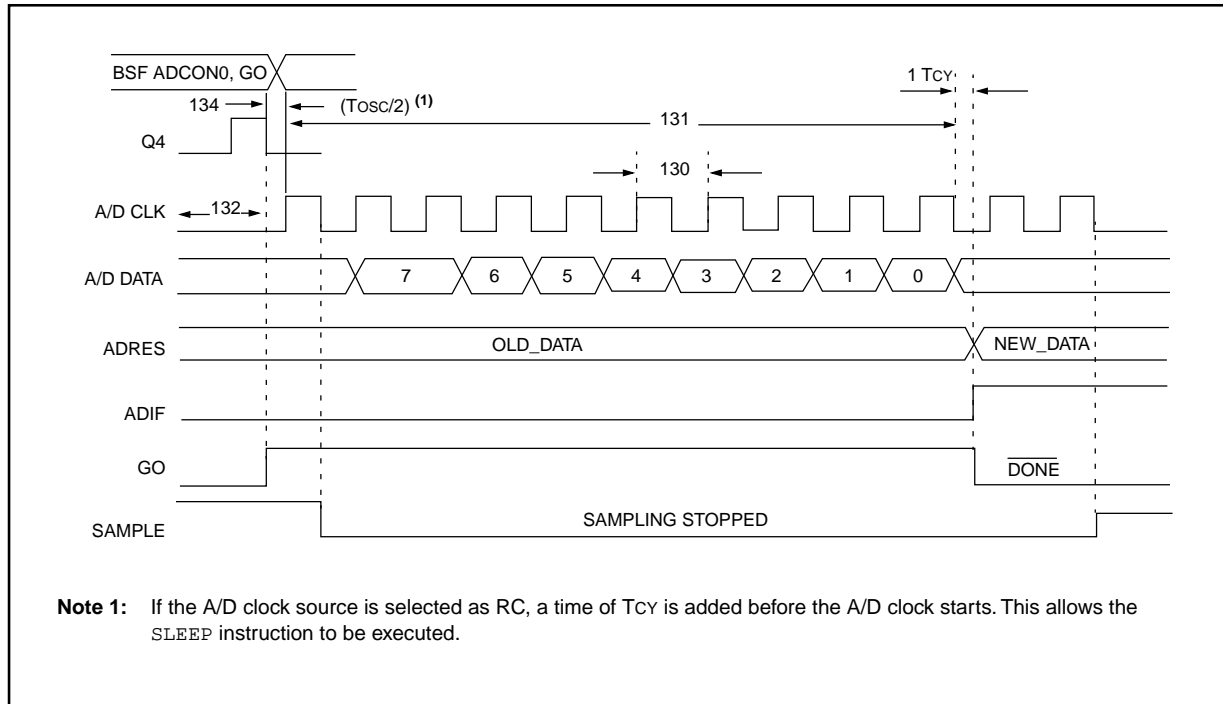 BSF ADCON0, GO
1 TCY
134
(TOSC/2) (1)
131
Q4
130
A/D CLK
132
A/D DATA
7 6 5 4 3 2 1 0
ADRES
OLD_DATA
NEW_DATA
ADIF
GO
DONE
SAMPLE
SAMPLING STOPPED
Note 1: If the A/D clock source is selected as RC, a time of TCY is added before the A/D clock starts. This allows the
SLEEP instruction to be executed.